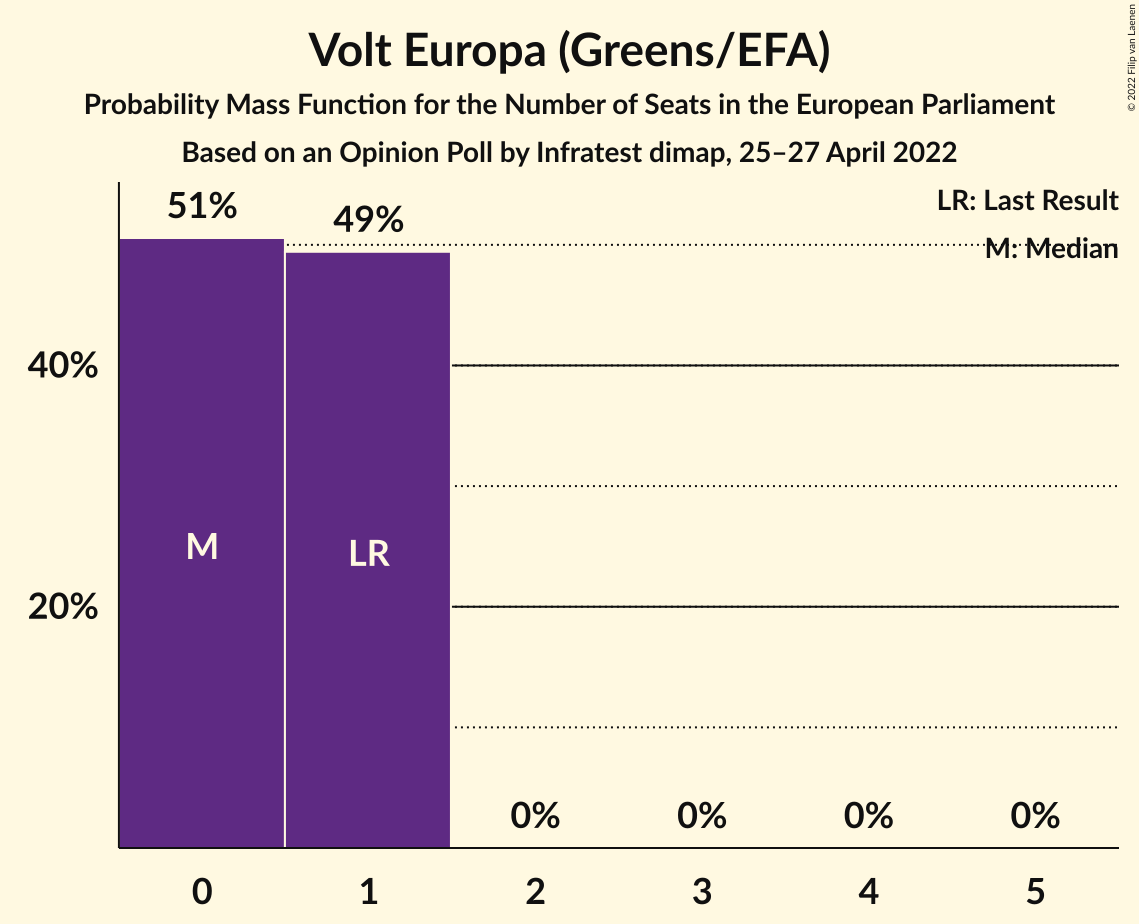 Volt Europa (Greens/EFA)
Probability Mass Function for the Number of Seats in the European Parliament
Based on an Opinion Poll by Infratest dimap, 25–27 April 2022
© 2022 Filip van Laenen
LR: Last Result
M: Median
51%
49%
40%
20%
M
LR
0%
0%
0%
0%
0
1
2
3
4
5